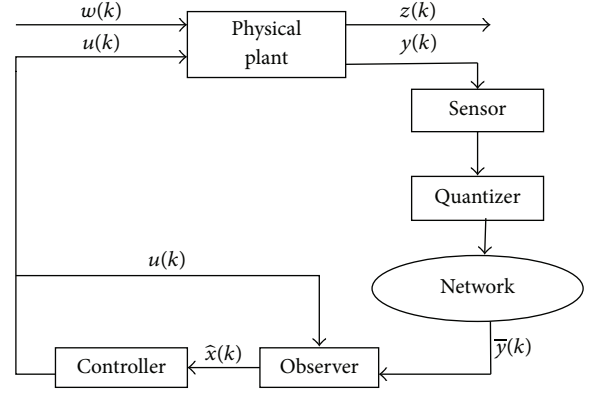 w(k)
z(k)
Physical
plant
u(k)
y(k)
Sensor
Quantizer
u(k)
Network
x̂(k)
y̅(k)
Controller
Observer